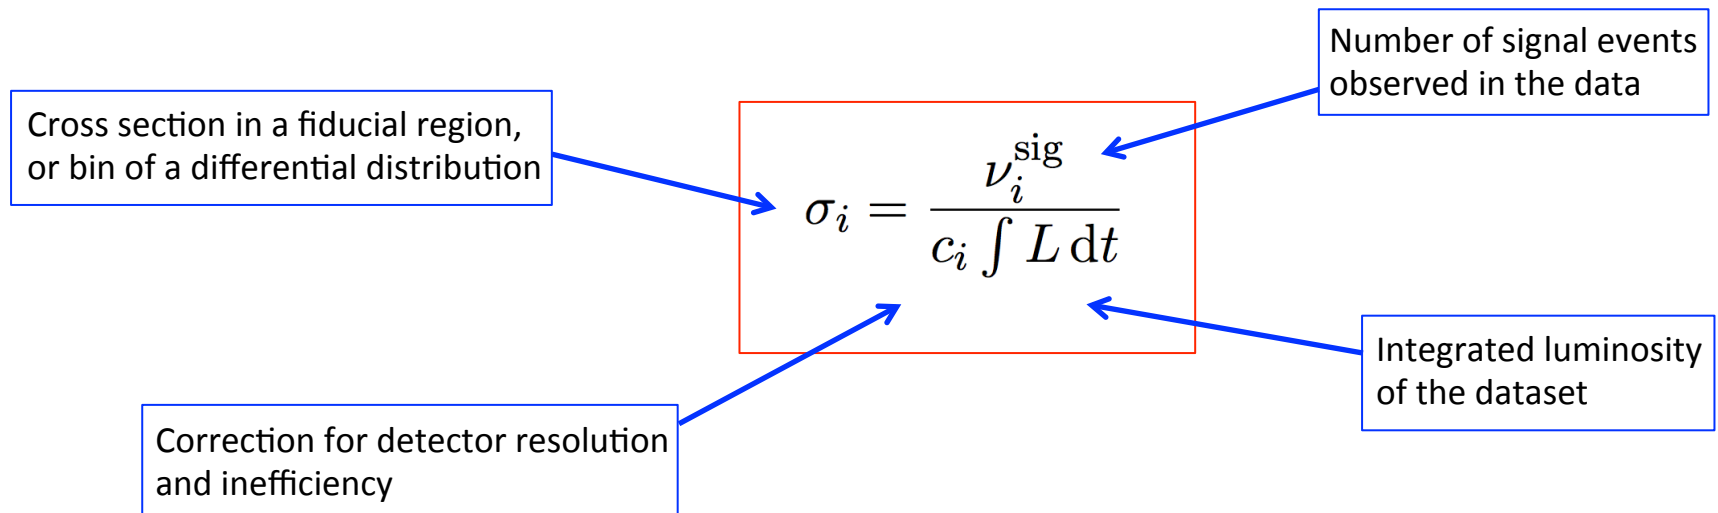 Number of signal events
observed in the data
Cross section in a fiducial region,
or bin of a differential distribution
σ_i = ν_i^sig / (c_i ∫ L dt)
Integrated luminosity
of the dataset
Correction for detector resolution
and inefficiency